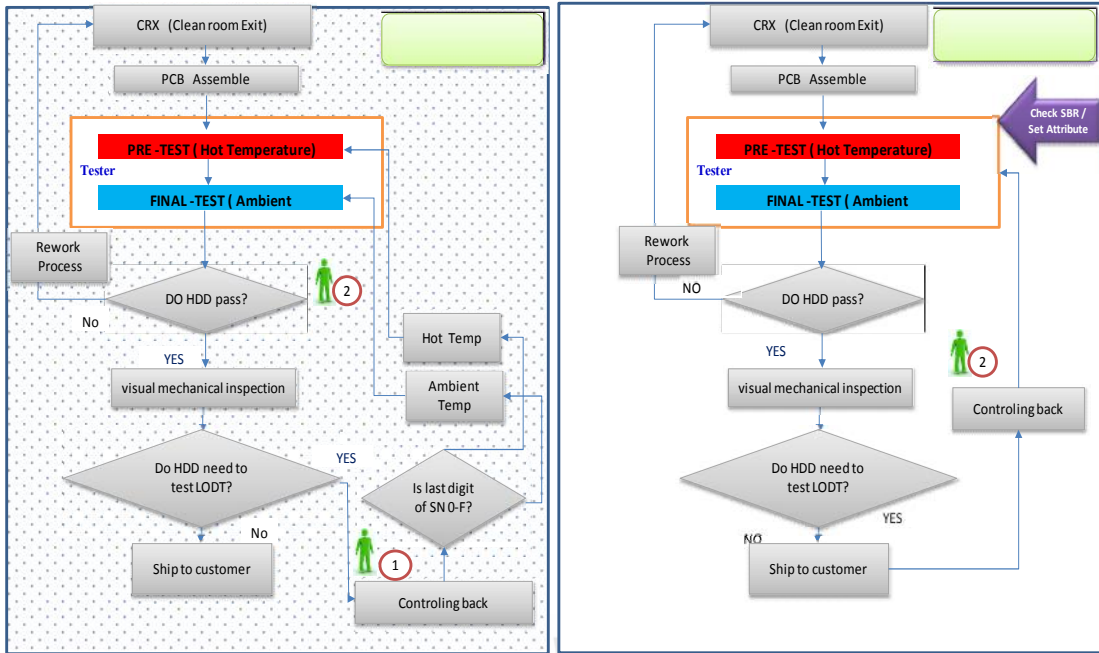 CRX (Clean room Exit)
PCB Assemble
PRE -TEST ( Hot Temperature)
Tester
FINAL -TEST ( Ambient
Rework
Process
DO HDD pass?
2
No
Hot Temp
YES
Ambient
Temp
visual mechanical inspection
Do HDD need to
test LODT?
YES
Is last digit
of SN 0-F?
No
1
Ship to customer
Controling back
CRX (Clean room Exit)
PCB Assemble
Check SBR /
Set Attribute
PRE -TEST ( Hot Temperature)
Tester
FINAL -TEST ( Ambient
Rework
Process
NO
DO HDD pass?
YES
2
visual mechanical inspection
Controling back
Do HDD need to
test LODT?
YES
NO
Ship to customer